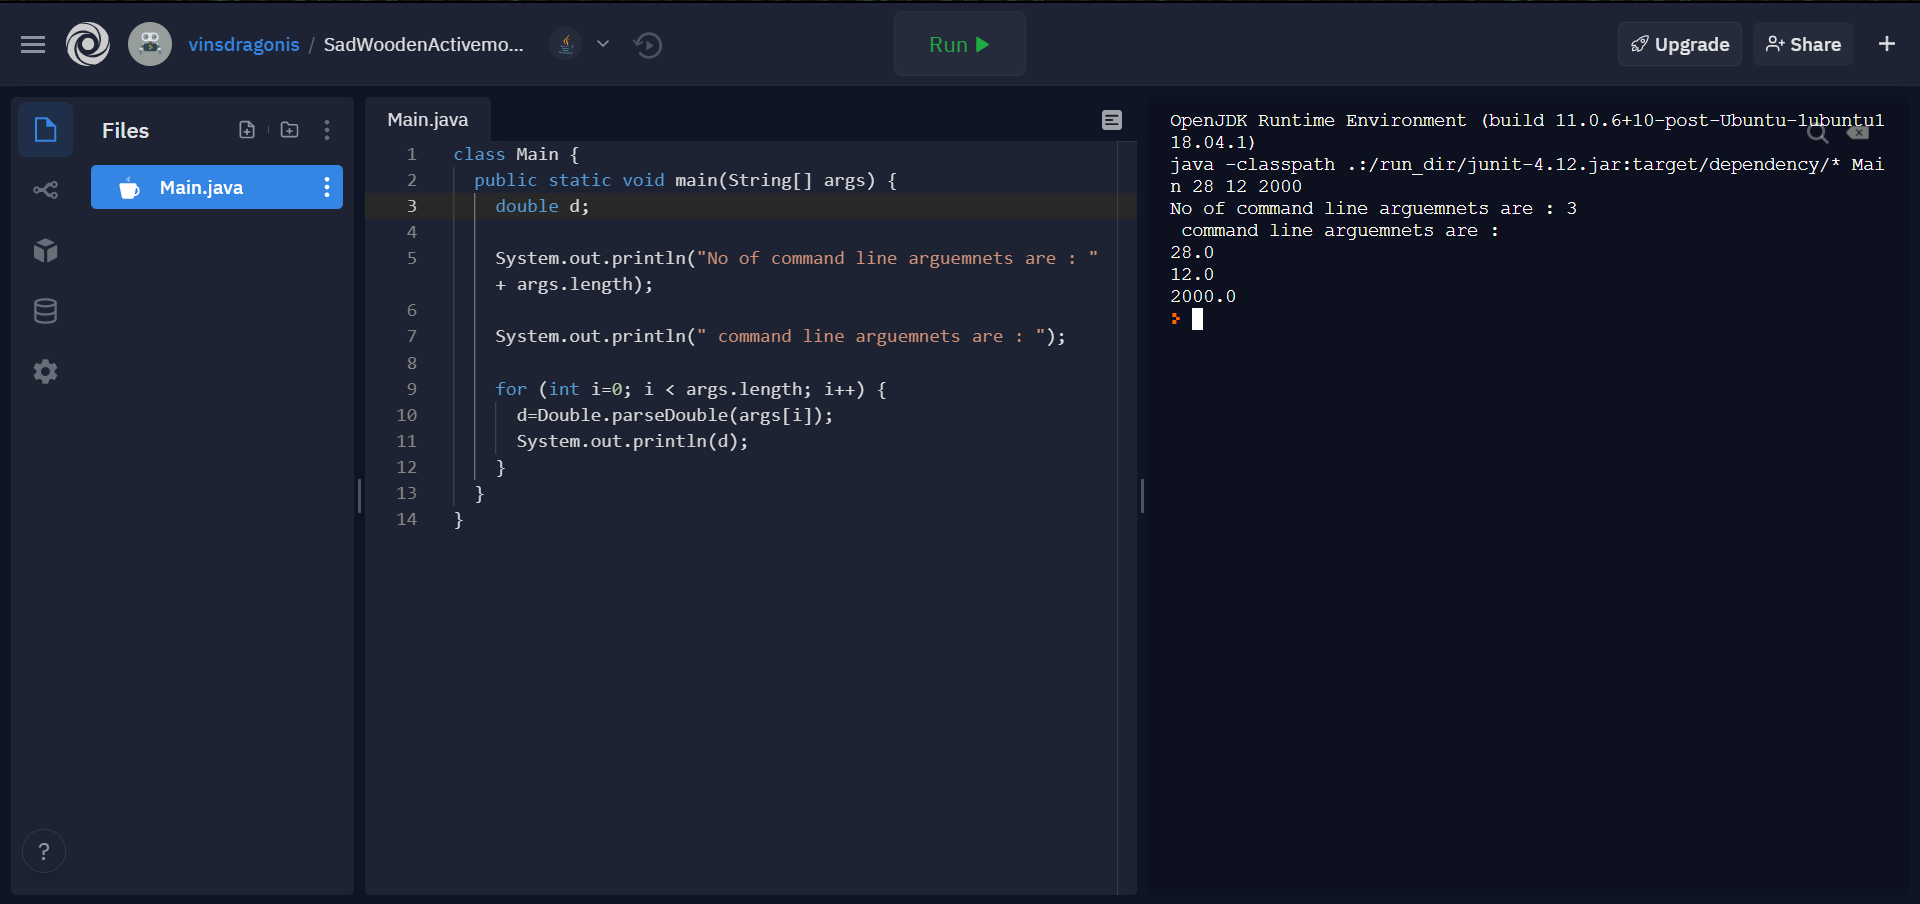 vinsdragonis / SadWoodenActivemo...
Run
Upgrade
Share
Files
Main.java
Main.java
1 class Main {
2 public static void main(String[] args) {
3 double d;
4
5 System.out.println("No of command line arguemnets are : "
+ args.length);
6
7 System.out.println(" command line arguemnets are : ");
8
9 for (int i=0; i < args.length; i++) {
10 d=Double.parseDouble(args[i]);
11 System.out.println(d);
12 }
13 }
14 }
OpenJDK Runtime Environment (build 11.0.6+10-post-Ubuntu-1ubuntu1
18.04.1)
java -classpath .:/run_dir/junit-4.12.jar:target/dependency/* Mai
n 28 12 2000
No of command line arguemnets are : 3
command line arguemnets are :
28.0
12.0
2000.0
?